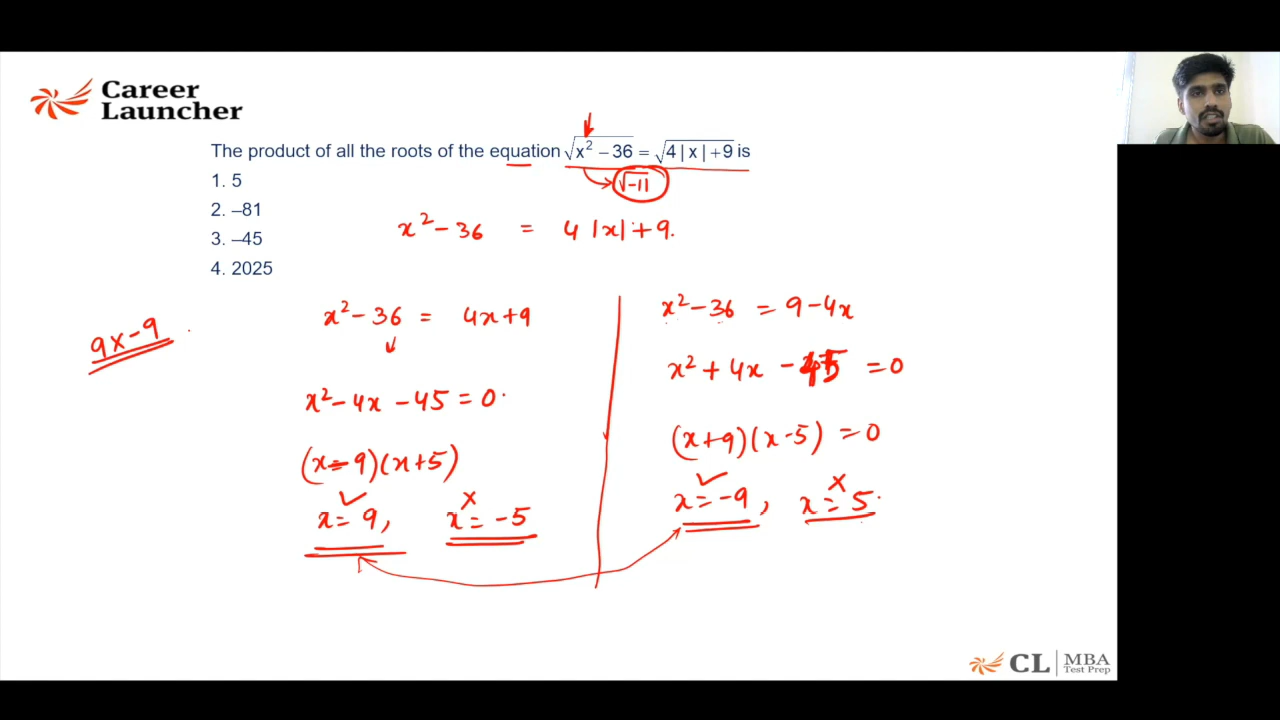 Career
Launcher
The product of all the roots of the equation √(x² – 36) = √(4 | x | +9) is
√-11
1. 5
2. –81
3. –45
4. 2025
x² - 36 = 4 |x| + 9.
x² - 36 = 4x + 9
x² - 4x - 45 = 0.
(x - 9)(x + 5)
x = 9, x = -5
x² - 36 = 9 - 4x
x² + 4x - 45 = 0
(x + 9)(x - 5) = 0
x = -9, x = 5.
9x - 9
CL MBA
Test Prep